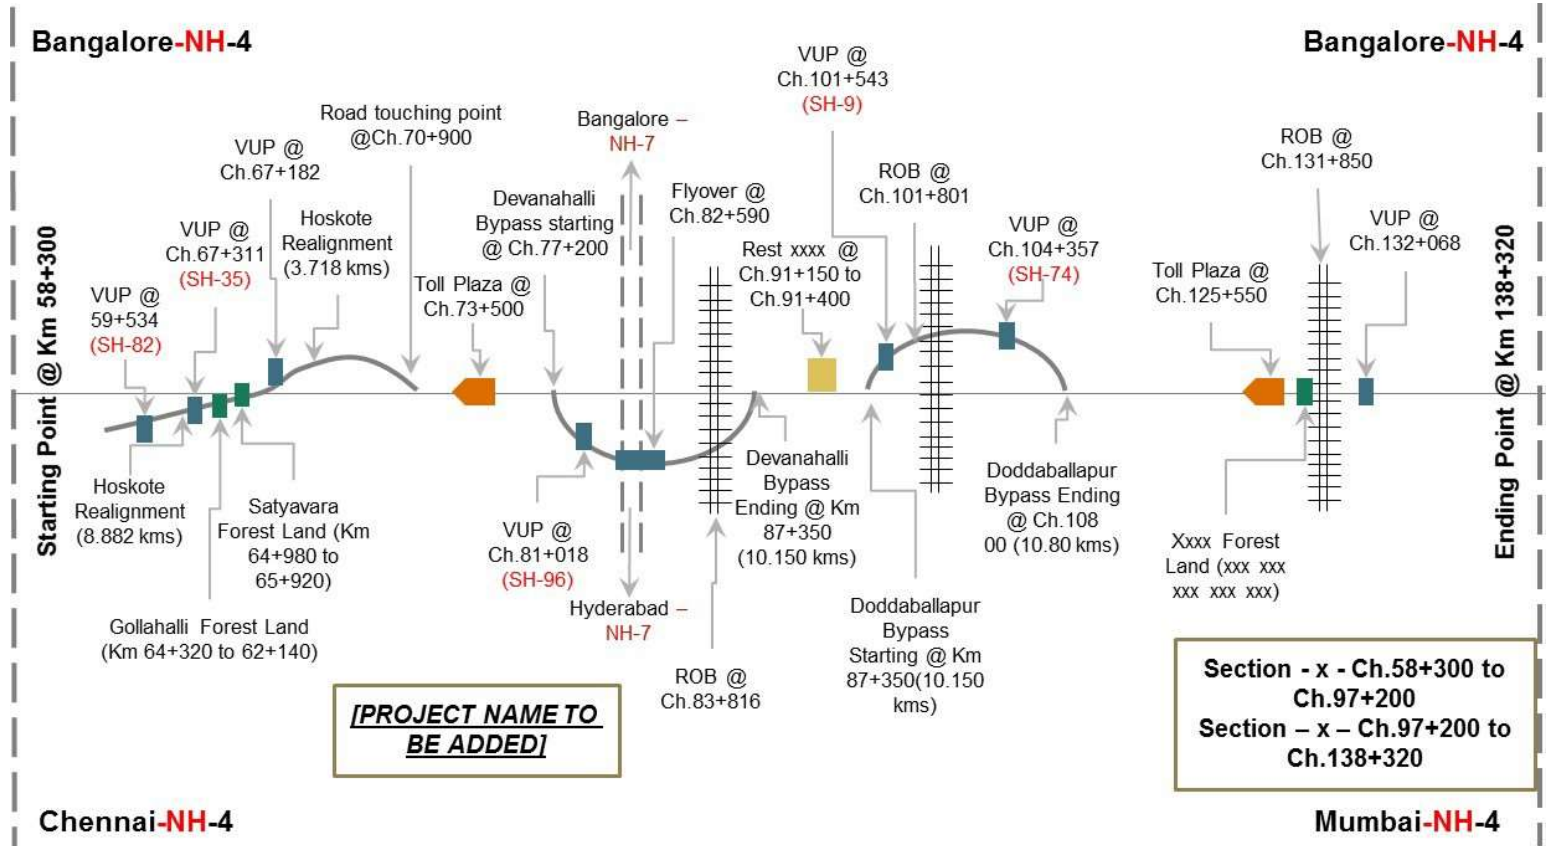 Bangalore-NH-4
Bangalore-NH-4
Starting Point @ Km 58+300
VUP @
59+534
(SH-82)
VUP @
Ch.67+311
(SH-35)
VUP @
Ch.67+182
Hoskote
Realignment
(3.718 kms)
Road touching point
@Ch.70+900
Toll Plaza @
Ch.73+500
Devanahalli
Bypass starting
@ Ch.77+200
Bangalore –
NH-7
Flyover @
Ch.82+590
VUP @
Ch.101+543
(SH-9)
Rest xxxx @
Ch.91+150 to
Ch.91+400
ROB @
Ch.101+801
VUP @
Ch.104+357
(SH-74)
Toll Plaza @
Ch.125+550
ROB @
Ch.131+850
VUP @
Ch.132+068
Ending Point @ Km 138+320
Hoskote
Realignment
(8.882 kms)
Satyavara
Forest Land (Km
64+980 to
65+920)
Gollahalli Forest Land
(Km 64+320 to 62+140)
VUP @
Ch.81+018
(SH-96)
Hyderabad –
NH-7
ROB @
Ch.83+816
Devanahalli
Bypass
Ending @ Km
87+350
(10.150 kms)
Doddaballapur
Bypass
Starting @ Km
87+350(10.150
kms)
Doddaballapur
Bypass Ending
@ Ch.108
00 (10.80 kms)
Xxxx Forest
Land (xxx xxx
xxx xxx xxx)
[PROJECT NAME TO
BE ADDED]
Section - x - Ch.58+300 to
Ch.97+200
Section – x – Ch.97+200 to
Ch.138+320
Chennai-NH-4
Mumbai-NH-4